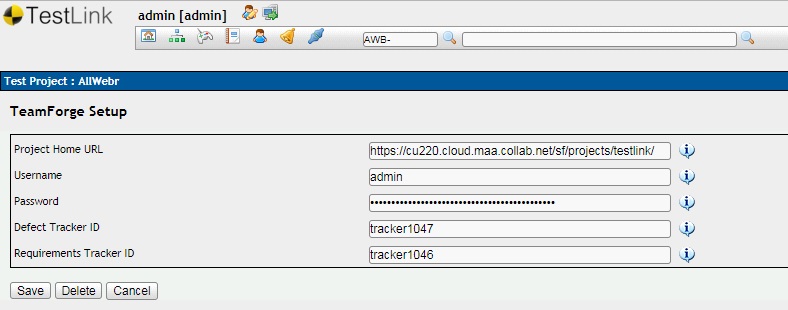 TestLink
admin [admin]
AWB-
Test Project : AllWebr
TeamForge Setup
Project Home URL https://cu220.cloud.maa.collab.net/sf/projects/testlink/
Username admin
Password ••••••••••••••••••••••••••••••••••••••••••••
Defect Tracker ID tracker1047
Requirements Tracker ID tracker1046
Save Delete Cancel